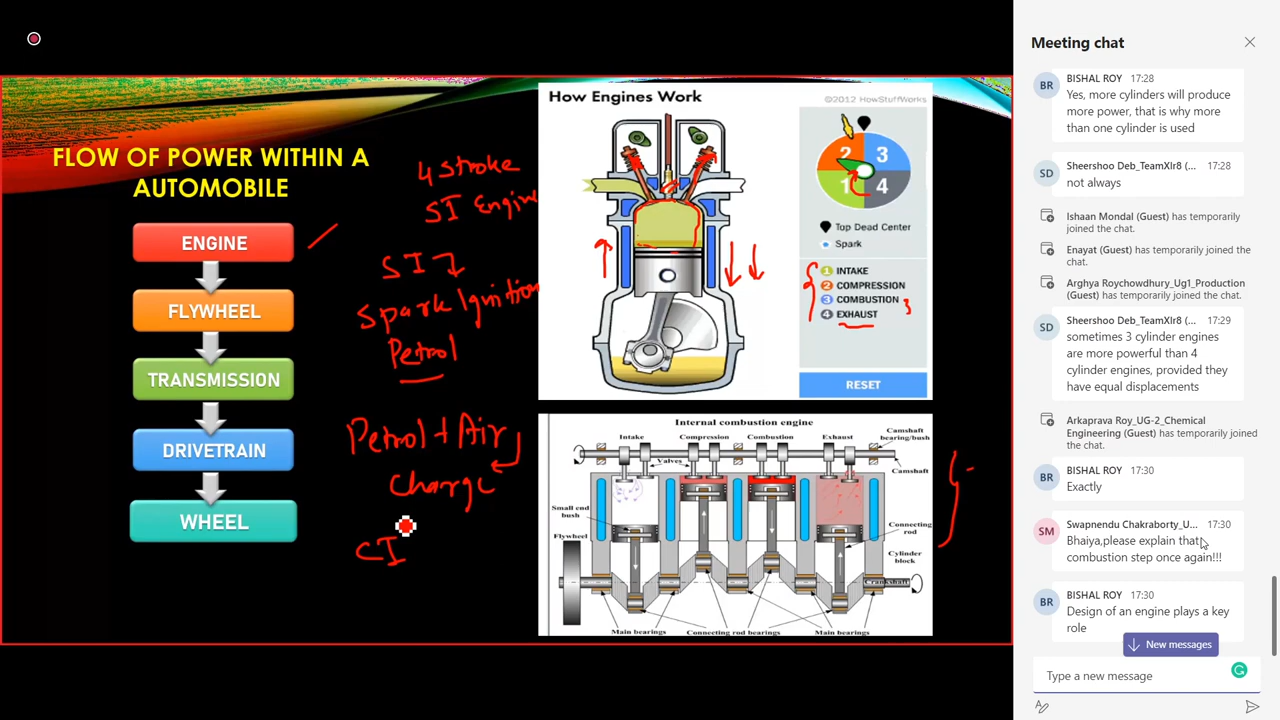 FLOW OF POWER WITHIN A
AUTOMOBILE
ENGINE
FLYWHEEL
TRANSMISSION
DRIVETRAIN
WHEEL
4 stroke
SI Engine
SI
Spark Ignition
Petrol
Petrol + Air
Charge
CI
How Engines Work
©2012 HowStuffWorks
2
3
1
4
Top Dead Center
Spark
1 INTAKE
2 COMPRESSION
3 COMBUSTION
4 EXHAUST
RESET
Internal combustion engine
Intake
Compression
Combustion
Exhaust
Camshaft
bearing/bush
Valves
Camshaft
Small end
bush
Flywheel
Connecting
rod
Cylinder
block
Crankshaft
Main bearings
Connecting rod bearings
Main bearings
Meeting chat
BR
BISHAL ROY 17:28
Yes, more cylinders will produce
more power, that is why more
than one cylinder is used
SD
Sheershoo Deb_TeamXlr8 (... 17:28
not always
Ishaan Mondal (Guest) has temporarily
joined the chat.
Enayat (Guest) has temporarily joined the
chat.
Arghya Roychowdhury_Ug1_Production
(Guest) has temporarily joined the chat.
SD
Sheershoo Deb_TeamXlr8 (... 17:29
sometimes 3 cylinder engines
are more powerful than 4
cylinder engines, provided they
have equal displacements
Arkaprava Roy_UG-2_Chemical
Engineering (Guest) has temporarily joined
the chat.
BR
BISHAL ROY 17:30
Exactly
SM
Swapnendu Chakraborty_U... 17:30
Bhaiya,please explain that
combustion step once again!!!
BR
BISHAL ROY 17:30
Design of an engine plays a key
role
New messages
Type a new message